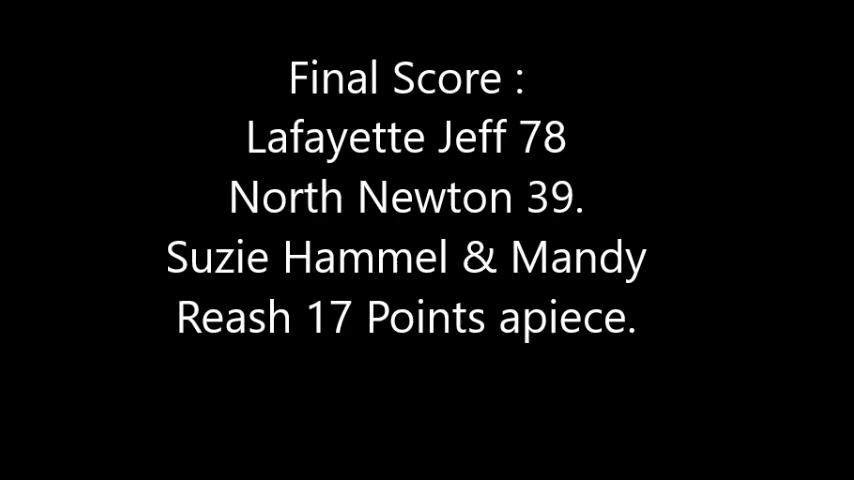 Final Score :
Lafayette Jeff 78
North Newton 39.
Suzie Hammel & Mandy
Reash 17 Points apiece.